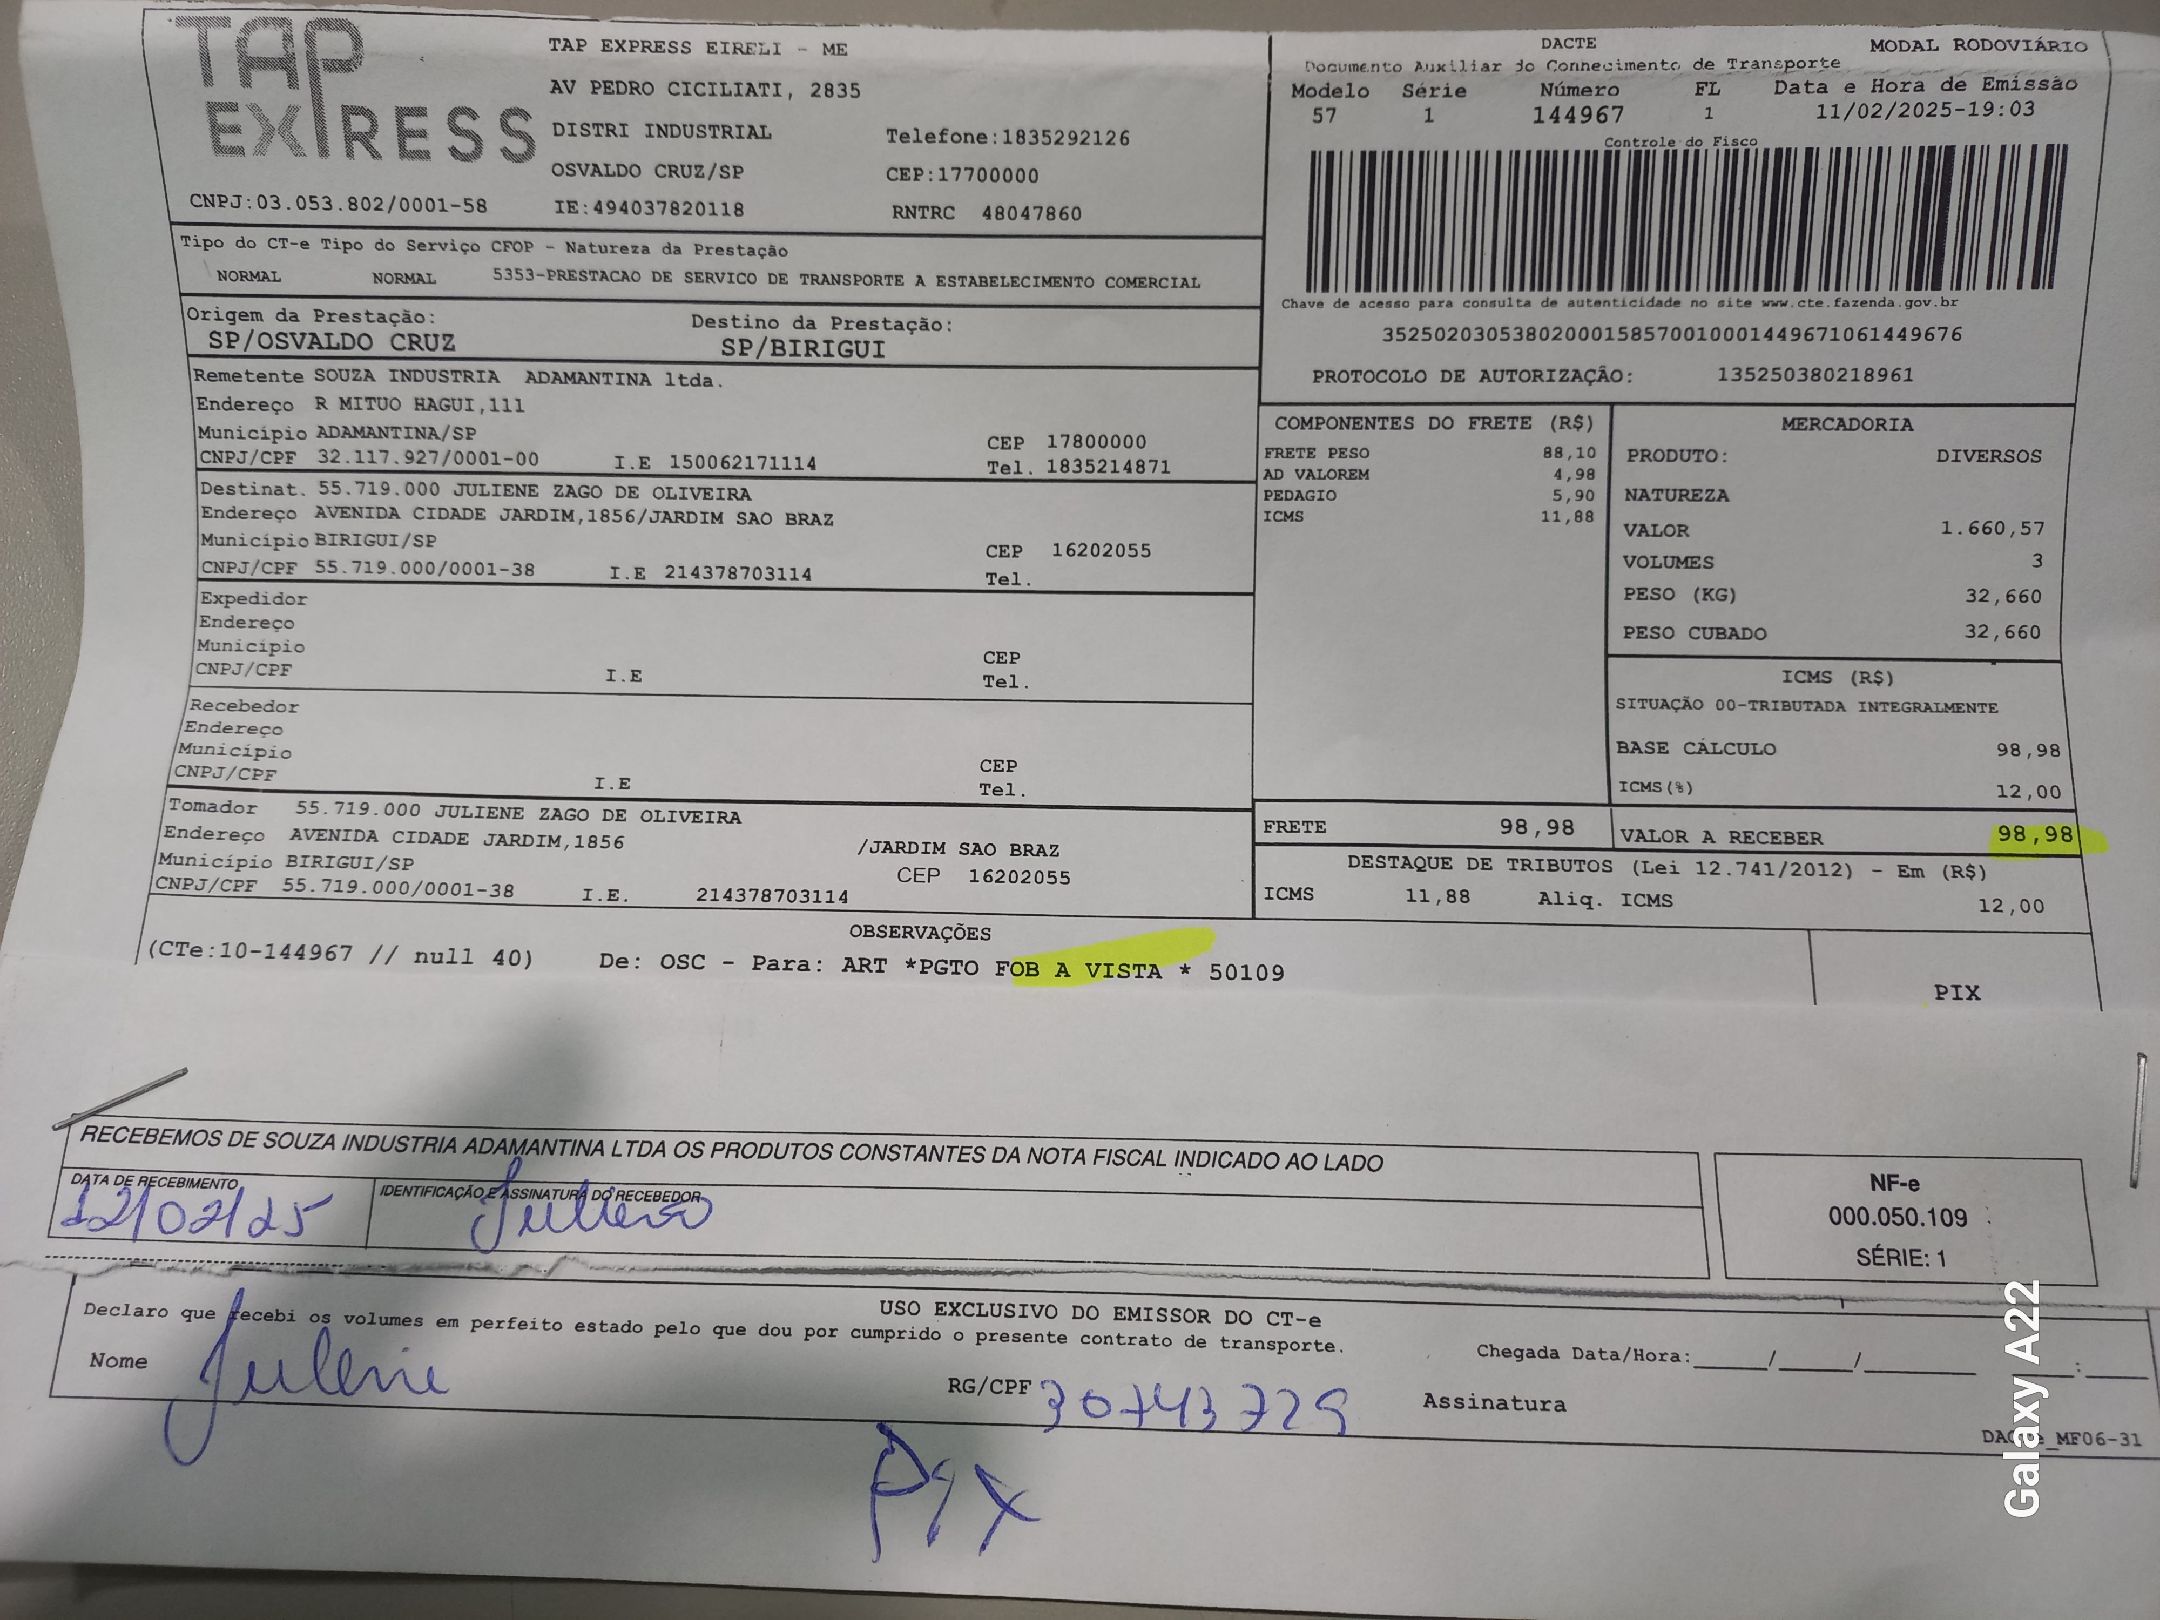 TAP EXPRESS
TAP EXPRESS EIRELI - ME
AV PEDRO CICILIATI, 2835
DISTRI INDUSTRIAL Telefone:1835292126
OSVALDO CRUZ/SP CEP:17700000
CNPJ:03.053.802/0001-58 IE:494037820118 RNTRC 48047860
DACTE MODAL RODOVIÁRIO
Documento Auxiliar do Conhecimento de Transporte
Modelo Série Número FL Data e Hora de Emissão
57 1 144967 1 11/02/2025-19:03
Controle do Fisco
Chave de acesso para consulta de autenticidade no site www.cte.fazenda.gov.br
35250203053802000158570010001449671061449676
PROTOCOLO DE AUTORIZAÇÃO: 135250380218961
Tipo do CT-e Tipo do Serviço CFOP - Natureza da Prestação
NORMAL NORMAL 5353-PRESTACAO DE SERVICO DE TRANSPORTE A ESTABELECIMENTO COMERCIAL
Origem da Prestação: Destino da Prestação:
SP/OSVALDO CRUZ SP/BIRIGUI
Remetente SOUZA INDUSTRIA ADAMANTINA ltda.
Endereço R MITUO HAGUI,111
Município ADAMANTINA/SP CEP 17800000
CNPJ/CPF 32.117.927/0001-00 I.E 150062171114 Tel. 1835214871
Destinat. 55.719.000 JULIENE ZAGO DE OLIVEIRA
Endereço AVENIDA CIDADE JARDIM,1856/JARDIM SAO BRAZ
Município BIRIGUI/SP CEP 16202055
CNPJ/CPF 55.719.000/0001-38 I.E 214378703114 Tel.
Expedidor
Endereço
Município CEP
CNPJ/CPF I.E Tel.
Recebedor
Endereço
Município CEP
CNPJ/CPF I.E Tel.
Tomador 55.719.000 JULIENE ZAGO DE OLIVEIRA
Endereço AVENIDA CIDADE JARDIM,1856 /JARDIM SAO BRAZ
Município BIRIGUI/SP CEP 16202055
CNPJ/CPF 55.719.000/0001-38 I.E. 214378703114
COMPONENTES DO FRETE (R$)
FRETE PESO 88,10
AD VALOREM 4,98
PEDAGIO 5,90
ICMS 11,88
MERCADORIA
PRODUTO: DIVERSOS
NATUREZA
VALOR 1.660,57
VOLUMES 3
PESO (KG) 32,660
PESO CUBADO 32,660
ICMS (R$)
SITUAÇÃO 00-TRIBUTADA INTEGRALMENTE
BASE CÁLCULO 98,98
ICMS(%) 12,00
FRETE 98,98 VALOR A RECEBER 98,98
DESTAQUE DE TRIBUTOS (Lei 12.741/2012) - Em (R$)
ICMS 11,88 Aliq. ICMS 12,00
OBSERVAÇÕES
(CTe:10-144967 // null 40) De: OSC - Para: ART *PGTO FOB A VISTA * 50109
PIX
RECEBEMOS DE SOUZA INDUSTRIA ADAMANTINA LTDA OS PRODUTOS CONSTANTES DA NOTA FISCAL INDICADO AO LADO
DATA DE RECEBIMENTO IDENTIFICAÇÃO E ASSINATURA DO RECEBEDOR
12/02/25 Juliene
NF-e
000.050.109
SÉRIE: 1
USO EXCLUSIVO DO EMISSOR DO CT-e
Declaro que recebi os volumes em perfeito estado pelo que dou por cumprido o presente contrato de transporte.
Chegada Data/Hora:_____/_____/_______ ____:____
Nome Juliene RG/CPF 30743729 Assinatura
PIX
Galaxy A22